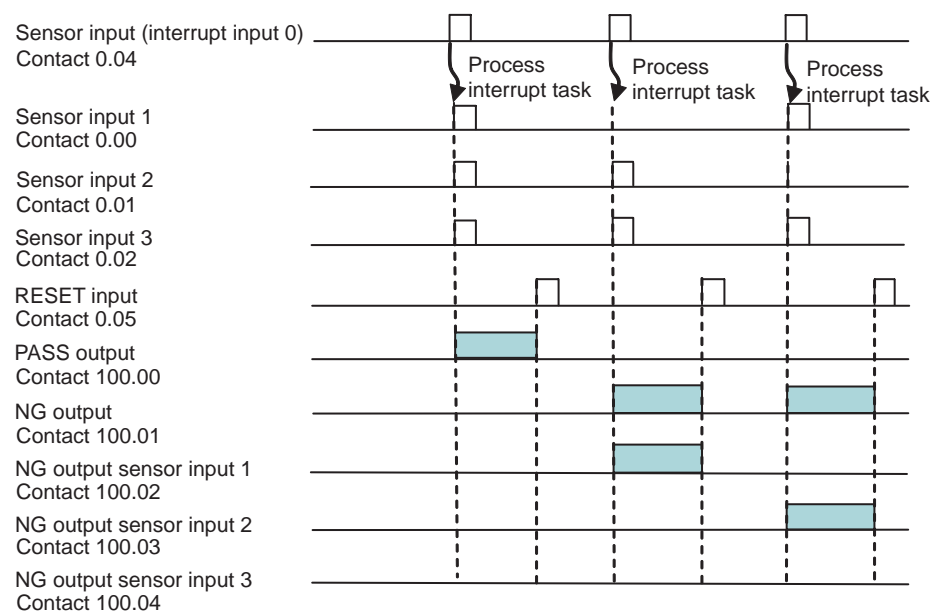 Sensor input (interrupt input 0)
Contact 0.04
Process
interrupt task
Process
interrupt task
Process
interrupt task
Sensor input 1
Contact 0.00
Sensor input 2
Contact 0.01
Sensor input 3
Contact 0.02
RESET input
Contact 0.05
PASS output
Contact 100.00
NG output
Contact 100.01
NG output sensor input 1
Contact 100.02
NG output sensor input 2
Contact 100.03
NG output sensor input 3
Contact 100.04